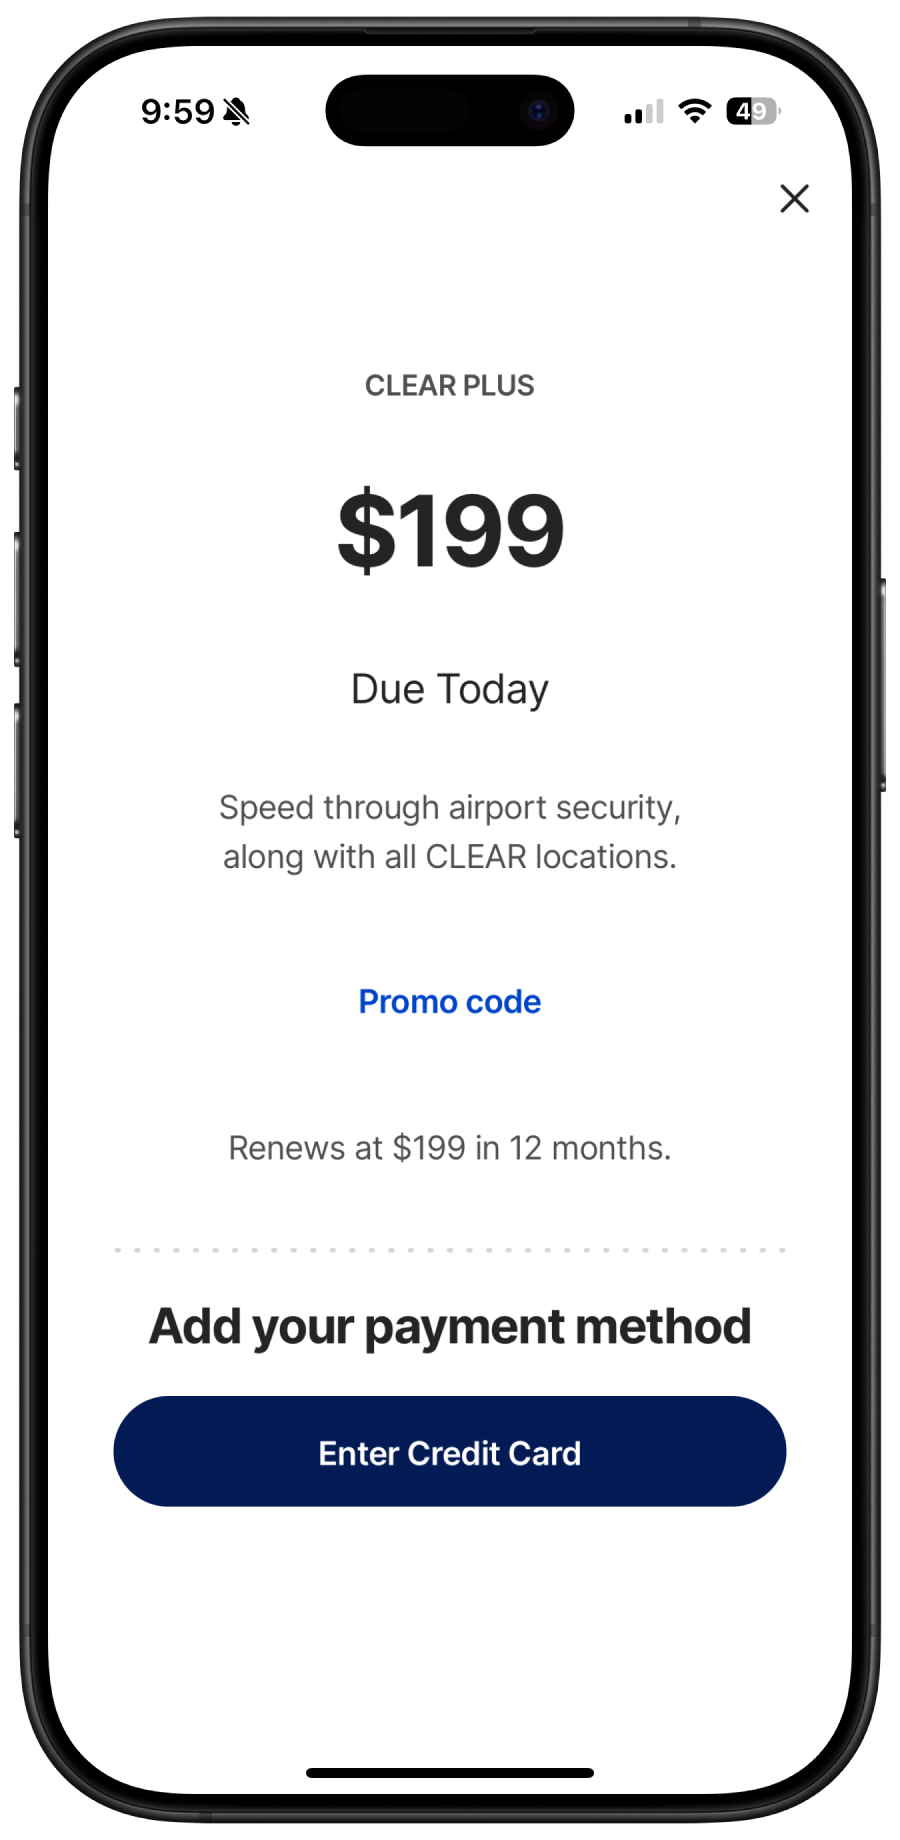 9:59
49
CLEAR PLUS
$199
Due Today
Speed through airport security,
along with all CLEAR locations.
Promo code
Renews at $199 in 12 months.
Add your payment method
Enter Credit Card